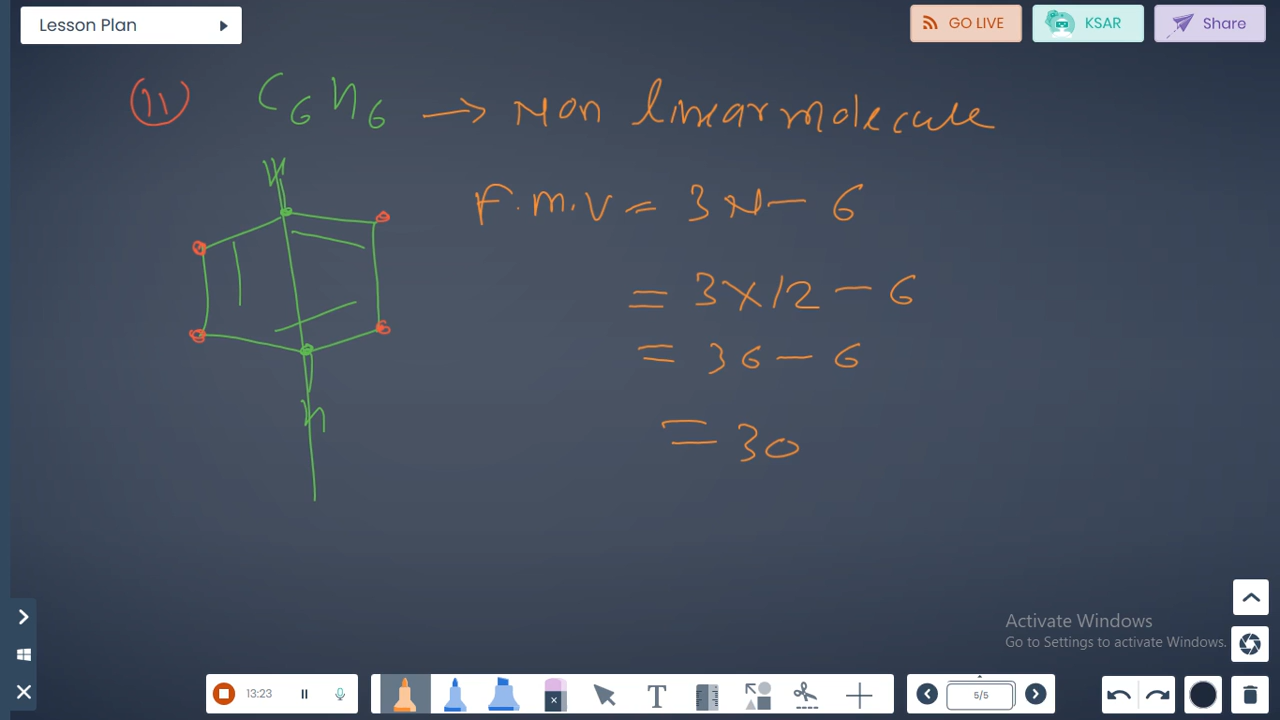 Lesson Plan
GO LIVE
KSAR
Share
(11) C6H6 → Non linear molecule
F.M.V = 3N - 6
= 3×12 - 6
= 36 - 6
= 30
H
H
Activate Windows
Go to Settings to activate Windows.
13:23
T
5/5